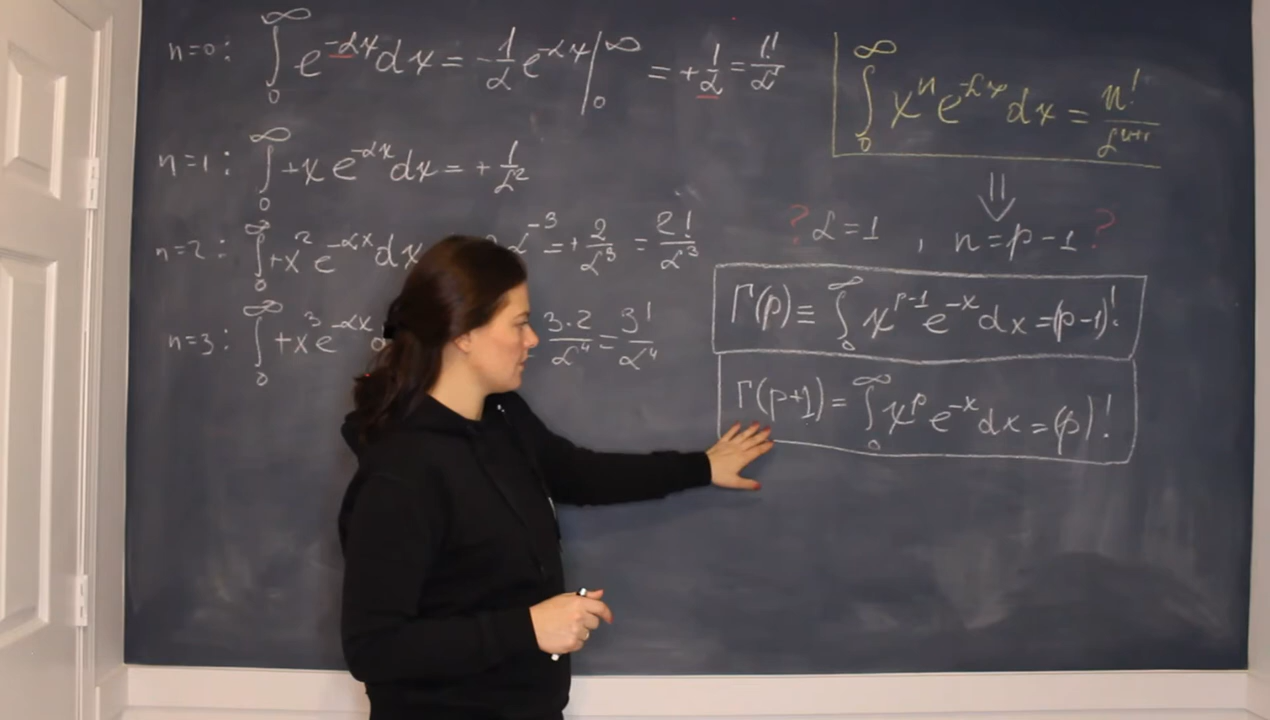 n=0: ∫₀^∞ e^{-αx}dx = -1/α e^{-αx}|₀^∞ = +1/α = 1!/α
n=1: ∫₀^∞ +x e^{-αx}dx = +1/α²
n=2: ∫₀^∞ +x² e^{-αx}dx α^{-3} = +2/α³ = 2!/α³
n=3: ∫₀^∞ +x³ e^{-αx} = 3·2/α⁴ = 3!/α⁴
∫₀^∞ xⁿ e^{-αx} dx = n!/α^{n+1}
⇓
? α=1 , n=p-1 ?
Γ(p) ≡ ∫₀^∞ x^{p-1} e^{-x} dx = (p-1)!
Γ(p+1) = ∫₀^∞ x^p e^{-x} dx = (p)!